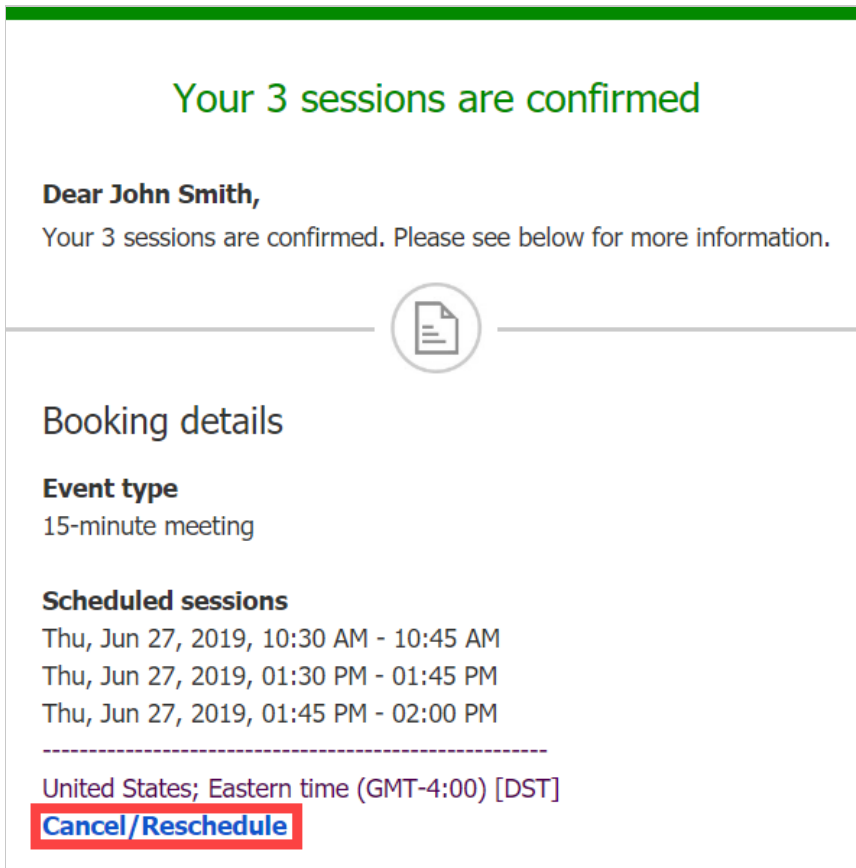 Your 3 sessions are confirmed
Dear John Smith,
Your 3 sessions are confirmed. Please see below for more information.
Booking details
Event type
15-minute meeting
Scheduled sessions
Thu, Jun 27, 2019, 10:30 AM - 10:45 AM
Thu, Jun 27, 2019, 01:30 PM - 01:45 PM
Thu, Jun 27, 2019, 01:45 PM - 02:00 PM
-------------------------------------------------------
United States; Eastern time (GMT-4:00) [DST]
Cancel/Reschedule